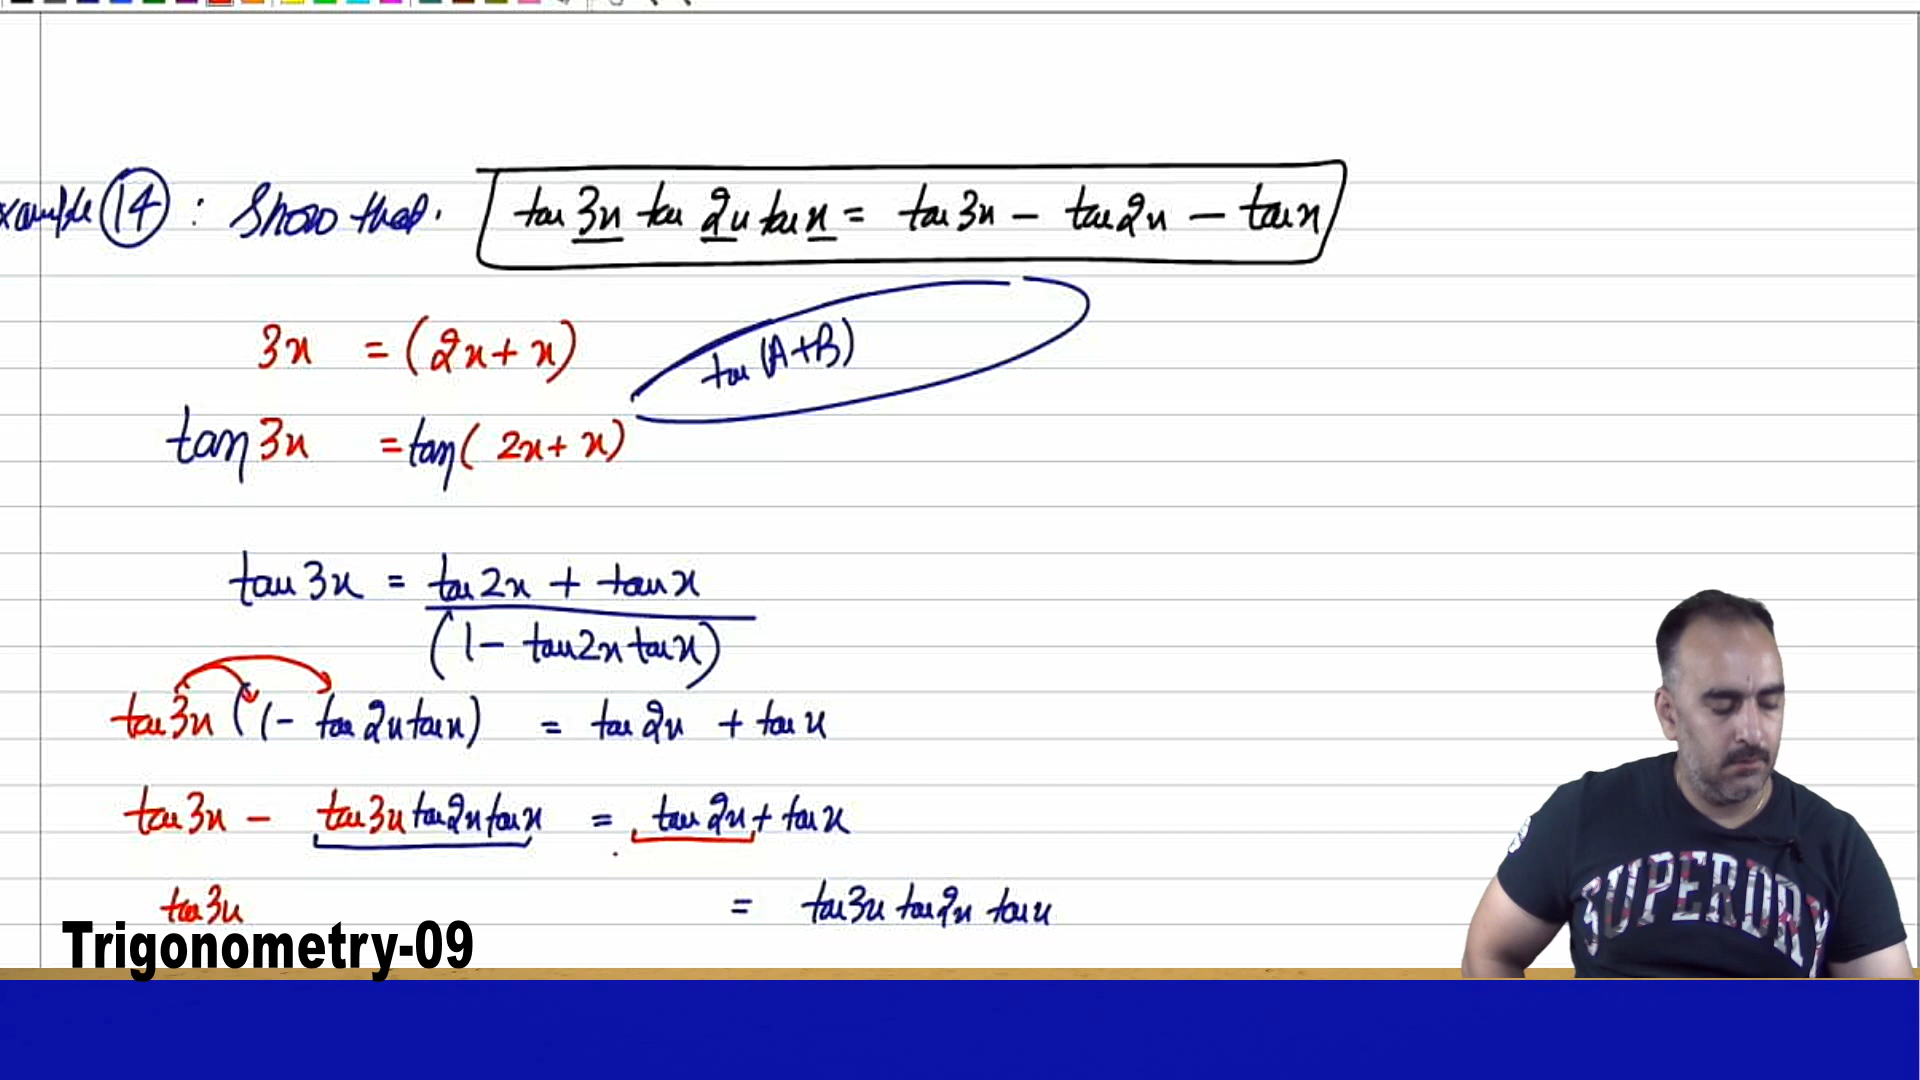 Example 14 : Show that. tan 3x tan 2x tan x = tan 3x - tan 2x - tan x
3x = (2x + x)
tan (A+B)
tan 3x = tan ( 2x + x)
tan 3x = tan 2x + tan x
(1 - tan 2x tan x)
tan 3x (1 - tan 2x tan x) = tan 2x + tan x
tan 3x - tan 3x tan 2x tan x = tan 2x + tan x
tan 3x = tan 3x tan 2x tan x
Trigonometry-09
SUPERDRY